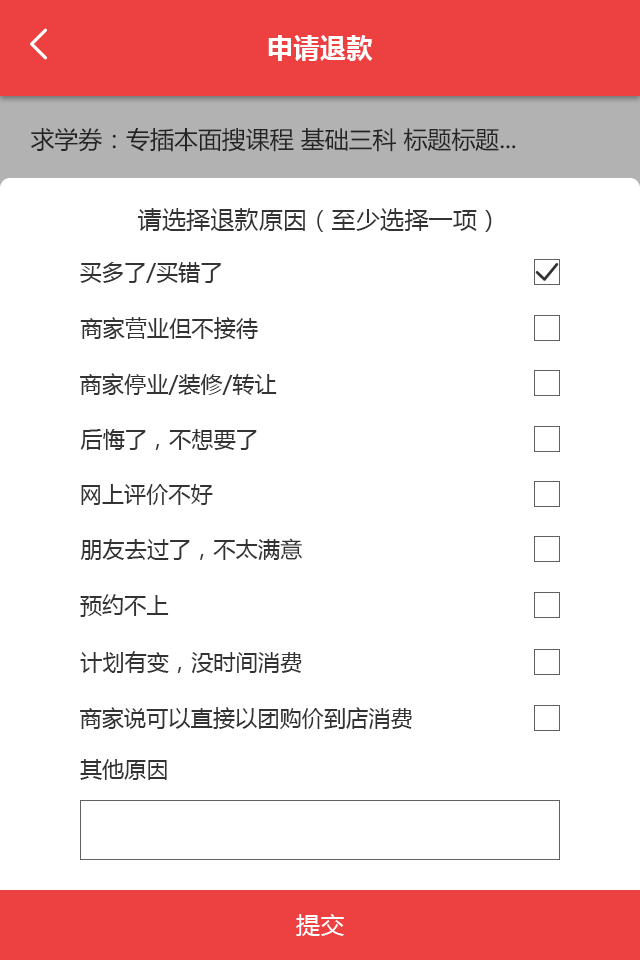 申请退款
求学券：专插本面搜课程 基础三科 标题标题...
请选择退款原因（至少选择一项）
买多了/买错了
商家营业但不接待
商家停业/装修/转让
后悔了，不想要了
网上评价不好
朋友去过了，不太满意
预约不上
计划有变，没时间消费
商家说可以直接以团购价到店消费
其他原因
提交